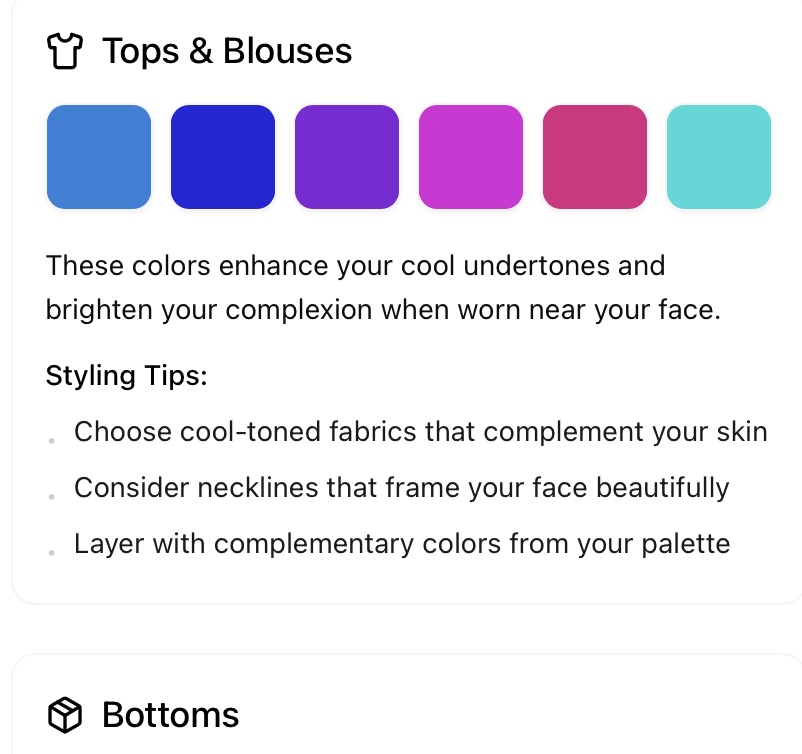 Tops & Blouses
These colors enhance your cool undertones and
brighten your complexion when worn near your face.
Styling Tips:
Choose cool-toned fabrics that complement your skin
Consider necklines that frame your face beautifully
Layer with complementary colors from your palette
Bottoms